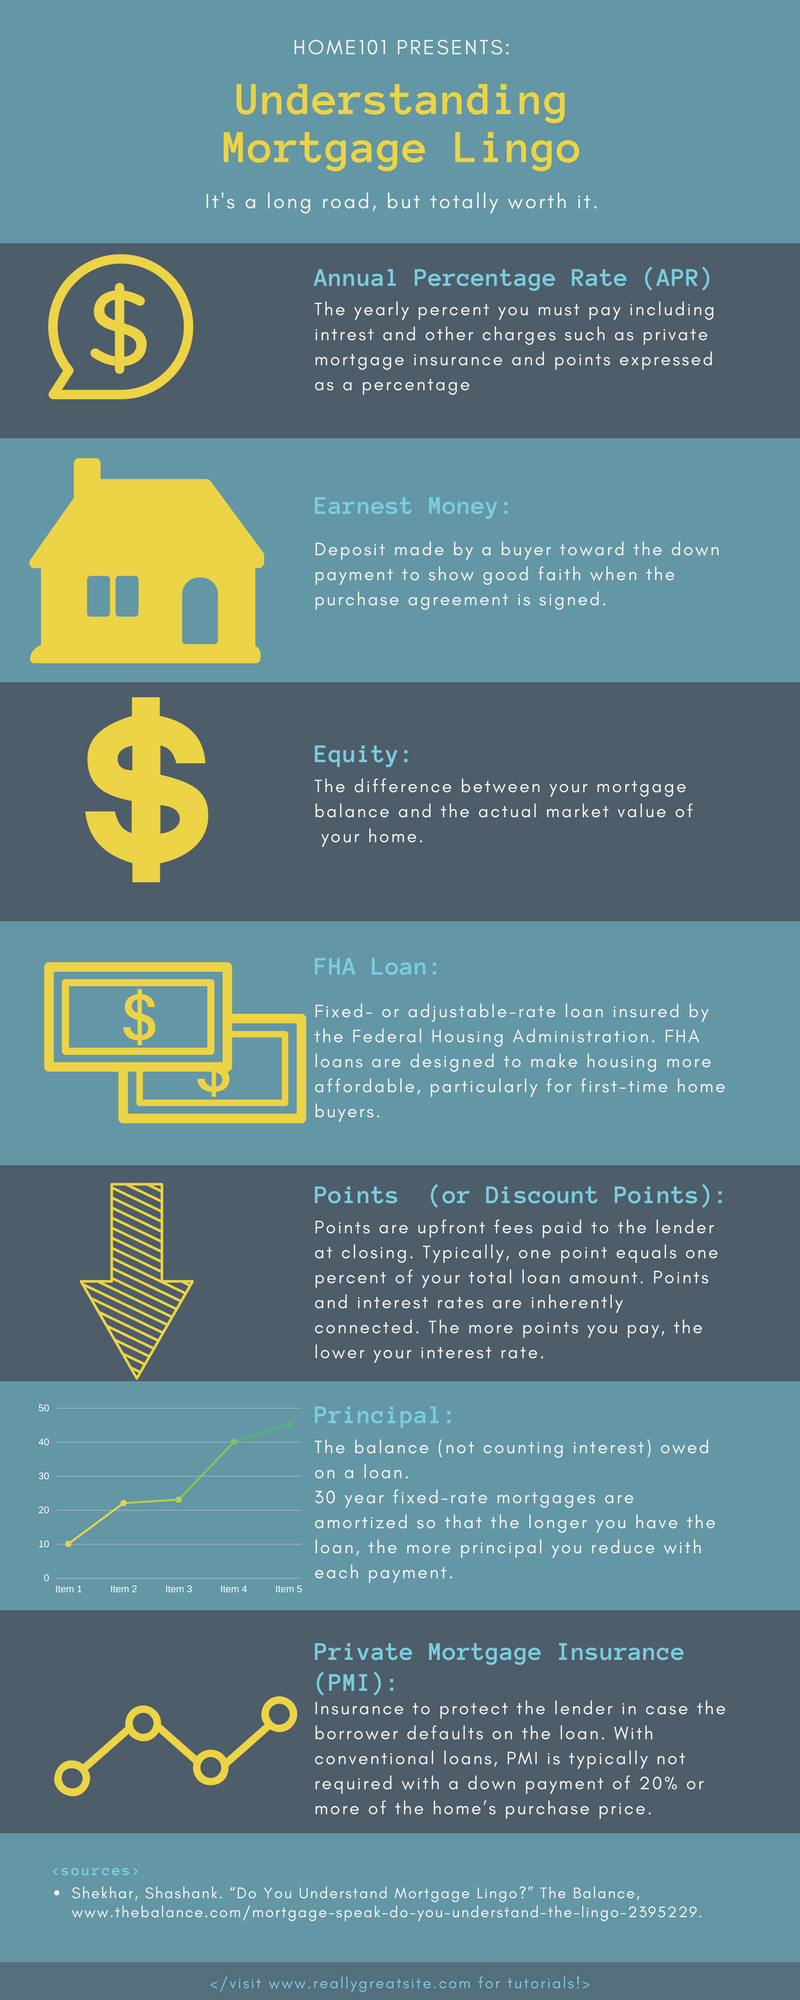 HOME101 PRESENTS:
Understanding
Mortgage Lingo
It's a long road, but totally worth it.
$
Annual Percentage Rate (APR)
The yearly percent you must pay including
intrest and other charges such as private
mortgage insurance and points expressed
as a percentage
Earnest Money:
Deposit made by a buyer toward the down
payment to show good faith when the
purchase agreement is signed.
$
Equity:
The difference between your mortgage
balance and the actual market value of
your home.
$
$
FHA Loan:
Fixed- or adjustable-rate loan insured by
the Federal Housing Administration. FHA
loans are designed to make housing more
affordable, particularly for first-time home
buyers.
Points (or Discount Points):
Points are upfront fees paid to the lender
at closing. Typically, one point equals one
percent of your total loan amount. Points
and interest rates are inherently
connected. The more points you pay, the
lower your interest rate.
50
40
30
20
10
0
Item 1 Item 2 Item 3 Item 4 Item 5
Principal:
The balance (not counting interest) owed
on a loan.
30 year fixed-rate mortgages are
amortized so that the longer you have the
loan, the more principal you reduce with
each payment.
Private Mortgage Insurance
(PMI):
Insurance to protect the lender in case the
borrower defaults on the loan. With
conventional loans, PMI is typically not
required with a down payment of 20% or
more of the home’s purchase price.
<sources>
• Shekhar, Shashank. “Do You Understand Mortgage Lingo?” The Balance,
www.thebalance.com/mortgage-speak-do-you-understand-the-lingo-2395229.
</visit www.reallygreatsite.com for tutorials!>